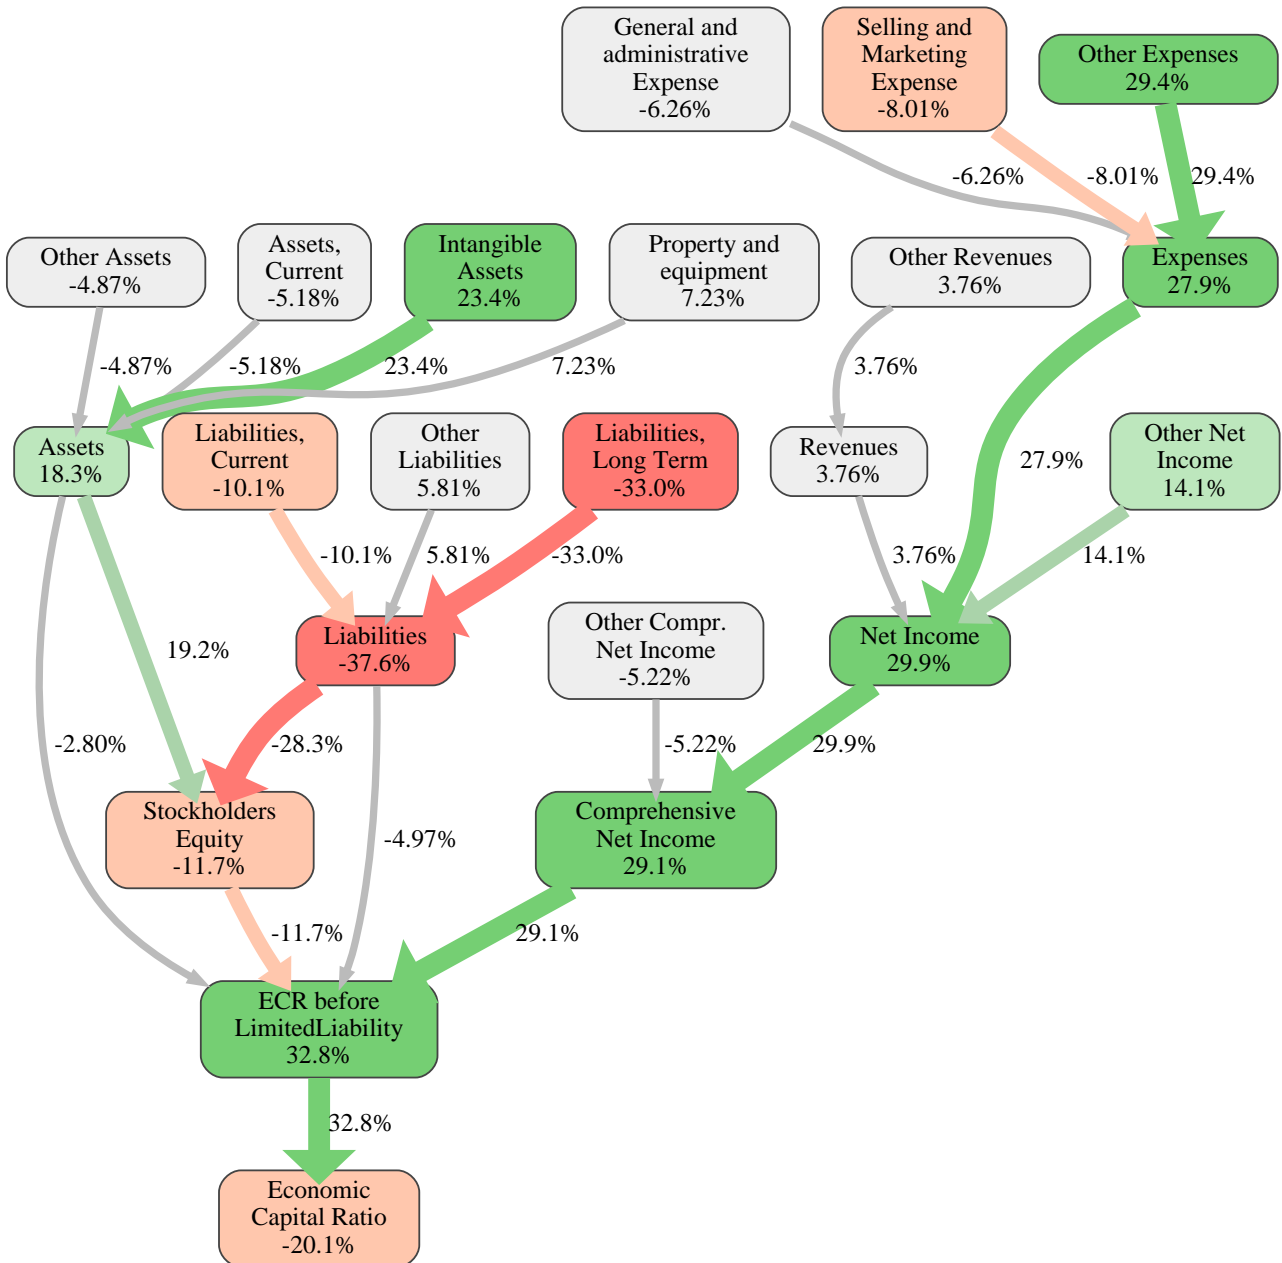 General and
administrative
Expense
-6.26%
Selling and
Marketing
Expense
-8.01%
Other Expenses
29.4%
-6.26%
-8.01%
29.4%
Other Assets
-4.87%
Assets,
Current
-5.18%
Intangible
Assets
23.4%
Property and
equipment
7.23%
Other Revenues
3.76%
Expenses
27.9%
-4.87%
-5.18%
23.4%
7.23%
3.76%
27.9%
Assets
18.3%
Liabilities,
Current
-10.1%
Other
Liabilities
5.81%
Liabilities,
Long Term
-33.0%
Revenues
3.76%
Other Net
Income
14.1%
-10.1%
5.81%
-33.0%
3.76%
14.1%
19.2%
Liabilities
-37.6%
Other Compr.
Net Income
-5.22%
Net Income
29.9%
-2.80%
-28.3%
-5.22%
29.9%
Stockholders
Equity
-11.7%
-4.97%
Comprehensive
Net Income
29.1%
-11.7%
29.1%
ECR before
LimitedLiability
32.8%
32.8%
Economic
Capital Ratio
-20.1%